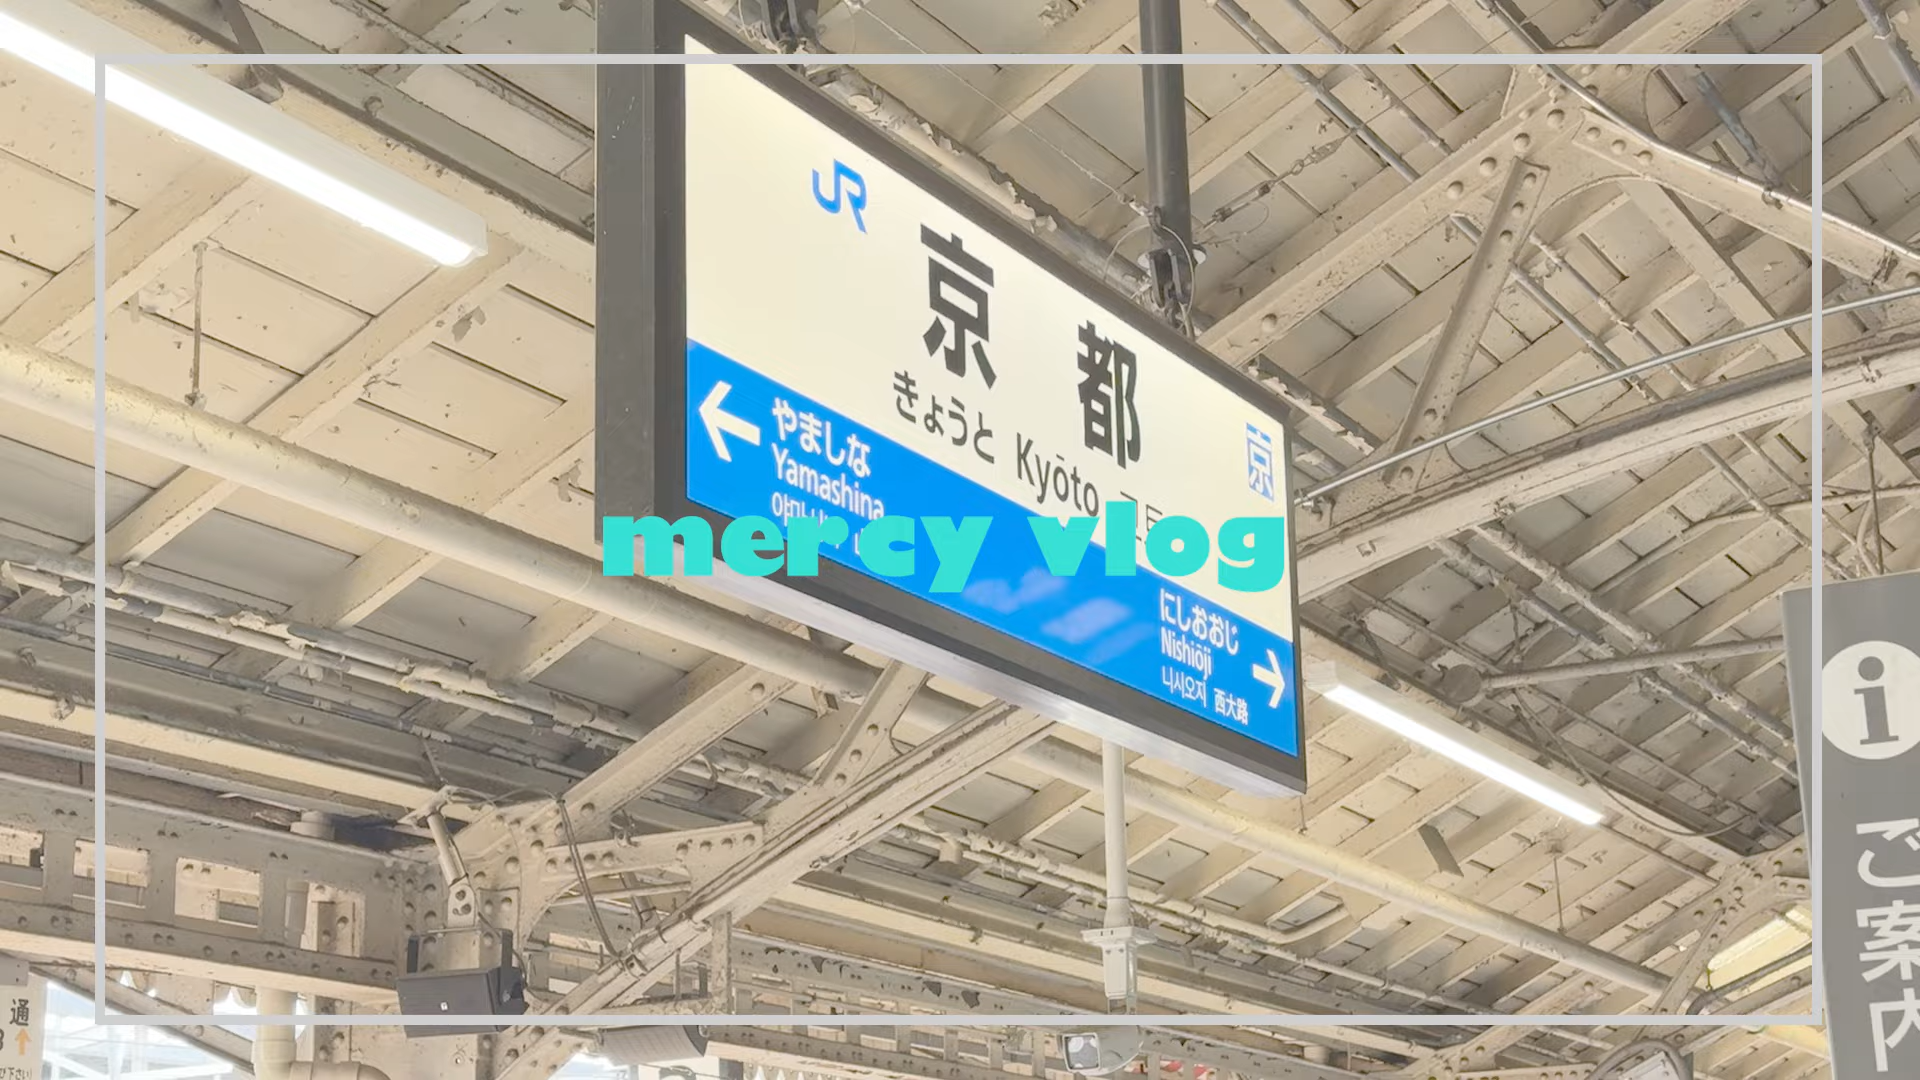 JR
京都
京
きょうと Kyōto
やましな
Yamashina
mercy vlog
にしおおじ
Nishiōji
니시오지 西大路
i
ご案内
通